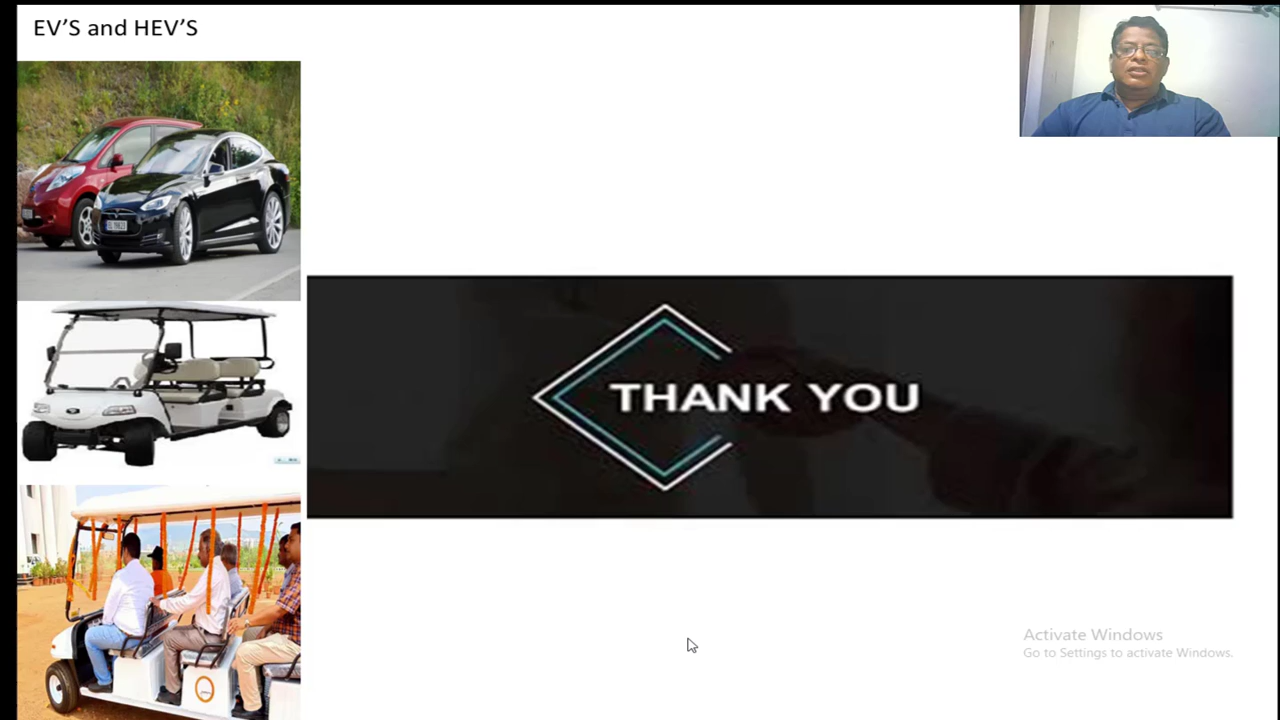 EV'S and HEV'S
THANK YOU
Activate Windows
Go to Settings to activate Windows.